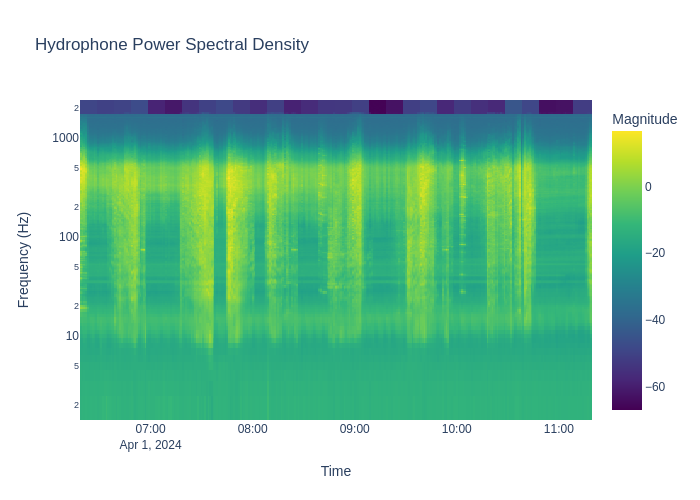 Hydrophone Power Spectral Density
Magnitude
2
1000
5
2
100
5
2
10
5
2
Frequency (Hz)
0
−20
−40
−60
07:00 08:00 09:00 10:00 11:00
Apr 1, 2024
Time